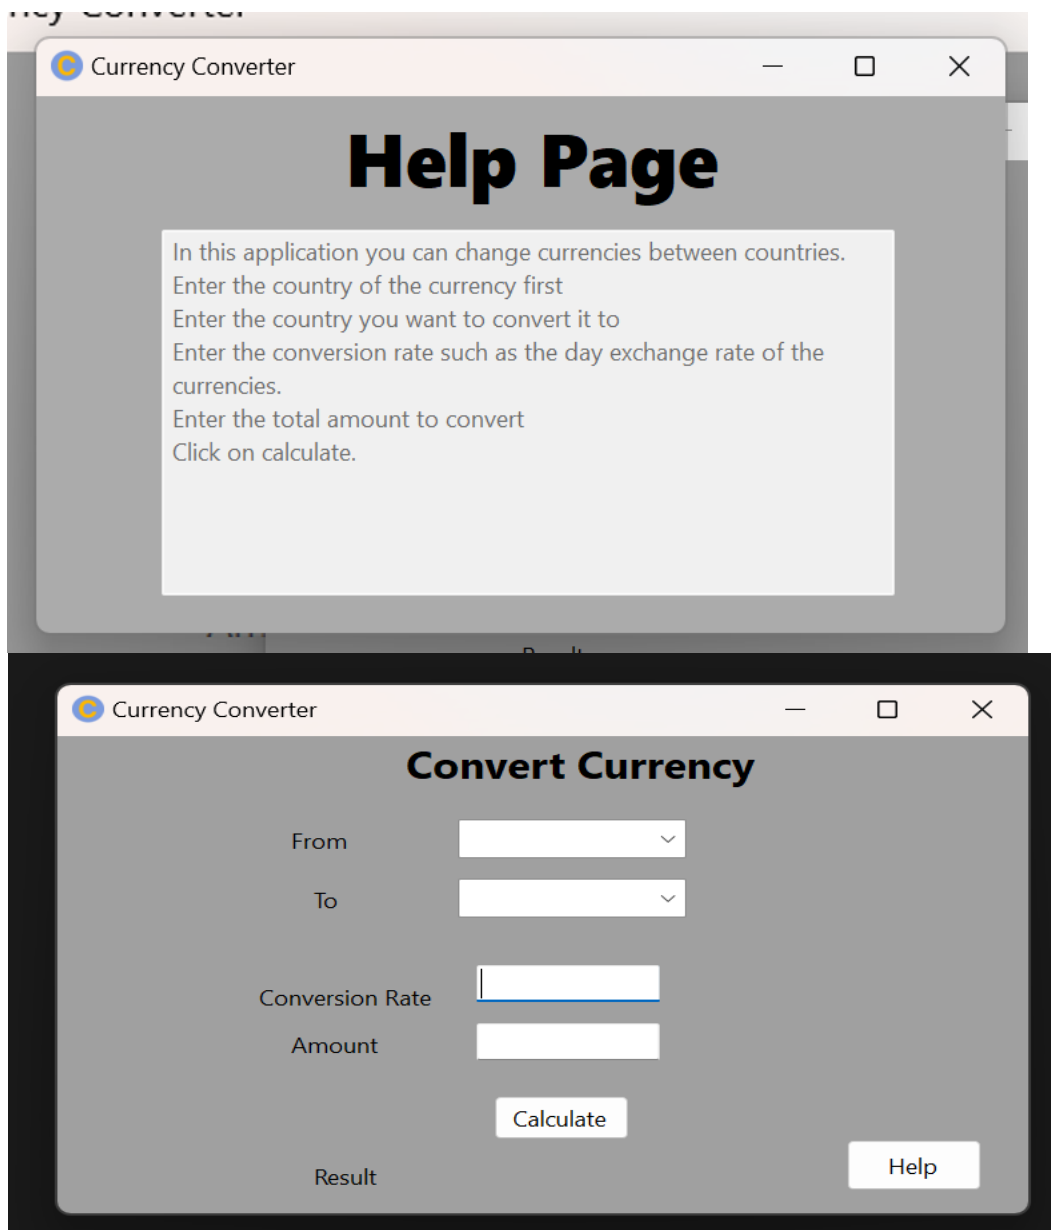 Currency Converter
Help Page
In this application you can change currencies between countries.
Enter the country of the currency first
Enter the country you want to convert it to
Enter the conversion rate such as the day exchange rate of the
currencies.
Enter the total amount to convert
Click on calculate.
Currency Converter
Convert Currency
From
To
Conversion Rate
Amount
Calculate
Result
Help